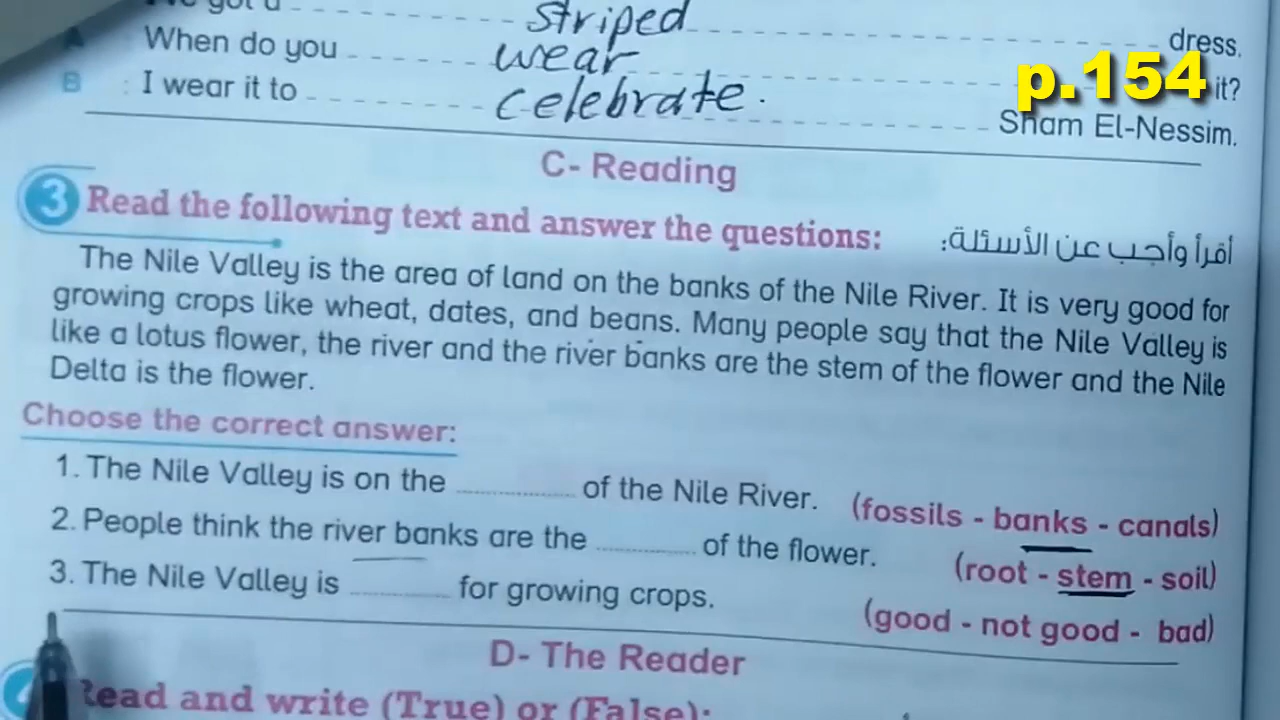 got a striped dress.
A When do you wear it?
B : I wear it to celebrate. Sham El-Nessim.
p.154
C- Reading
3 Read the following text and answer the questions: أقرأ وأجب عن الأسئلة:
The Nile Valley is the area of land on the banks of the Nile River. It is very good for
growing crops like wheat, dates, and beans. Many people say that the Nile Valley is
like a lotus flower, the river and the river banks are the stem of the flower and the Nile
Delta is the flower.
Choose the correct answer:
1. The Nile Valley is on the ............ of the Nile River. (fossils - banks - canals)
2. People think the river banks are the ............ of the flower. (root - stem - soil)
3. The Nile Valley is ............ for growing crops. (good - not good - bad)
D- The Reader
Read and write (True) or (False):